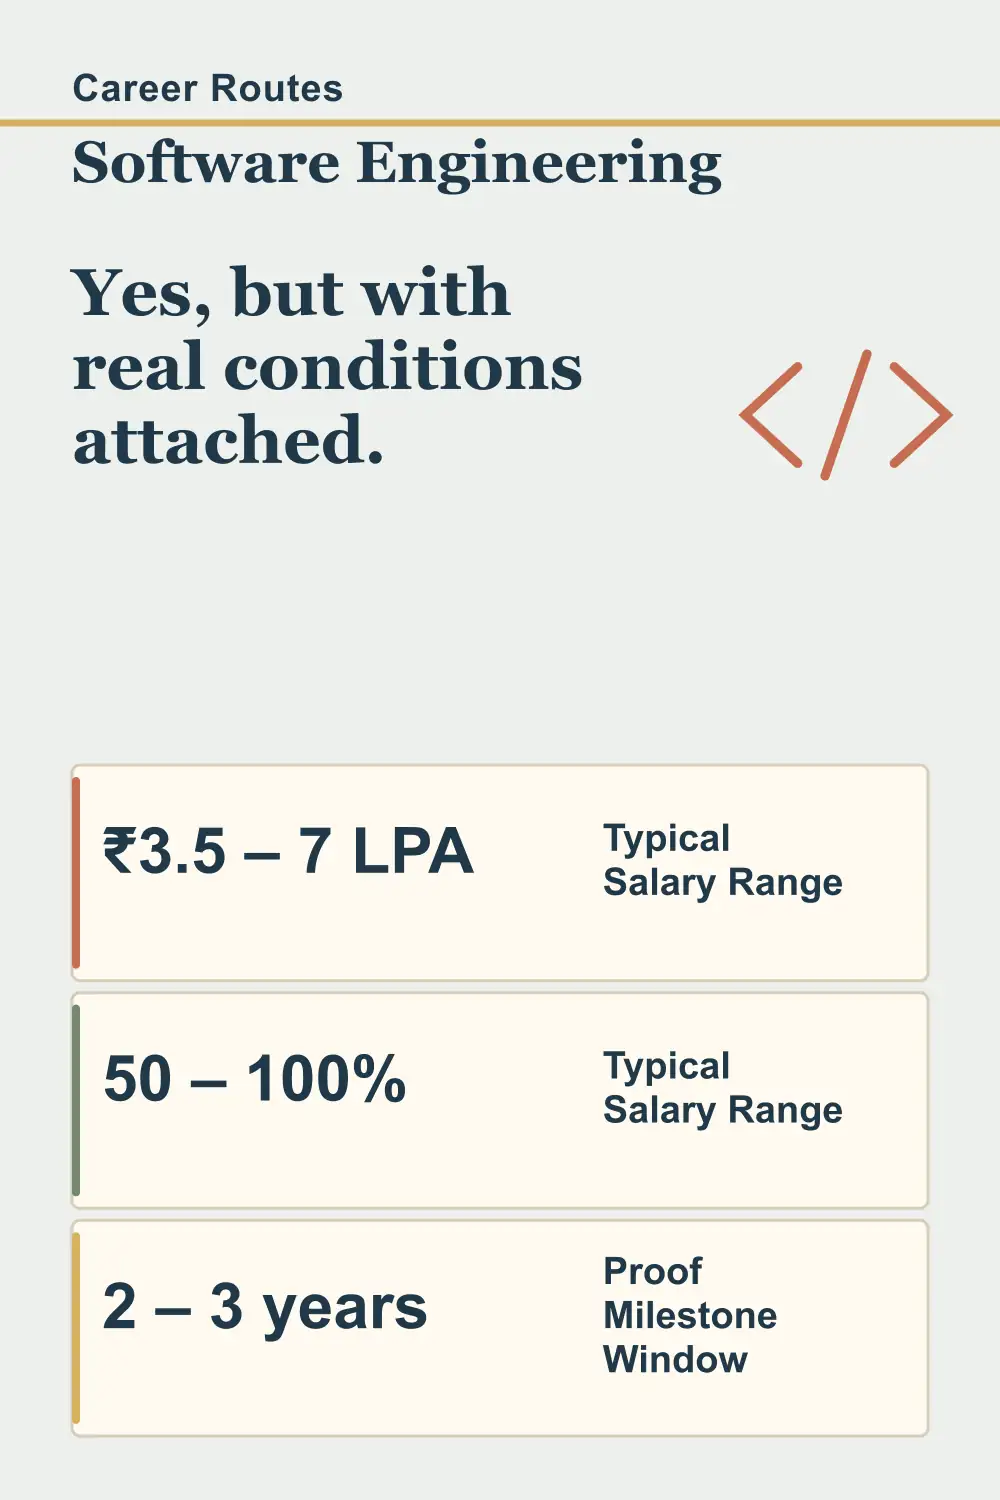 Career Routes
Software Engineering
Yes, but with
real conditions
attached.
</>
₹3.5 – 7 LPA
Typical
Salary Range
50 – 100%
Typical
Salary Range
2 – 3 years
Proof
Milestone
Window